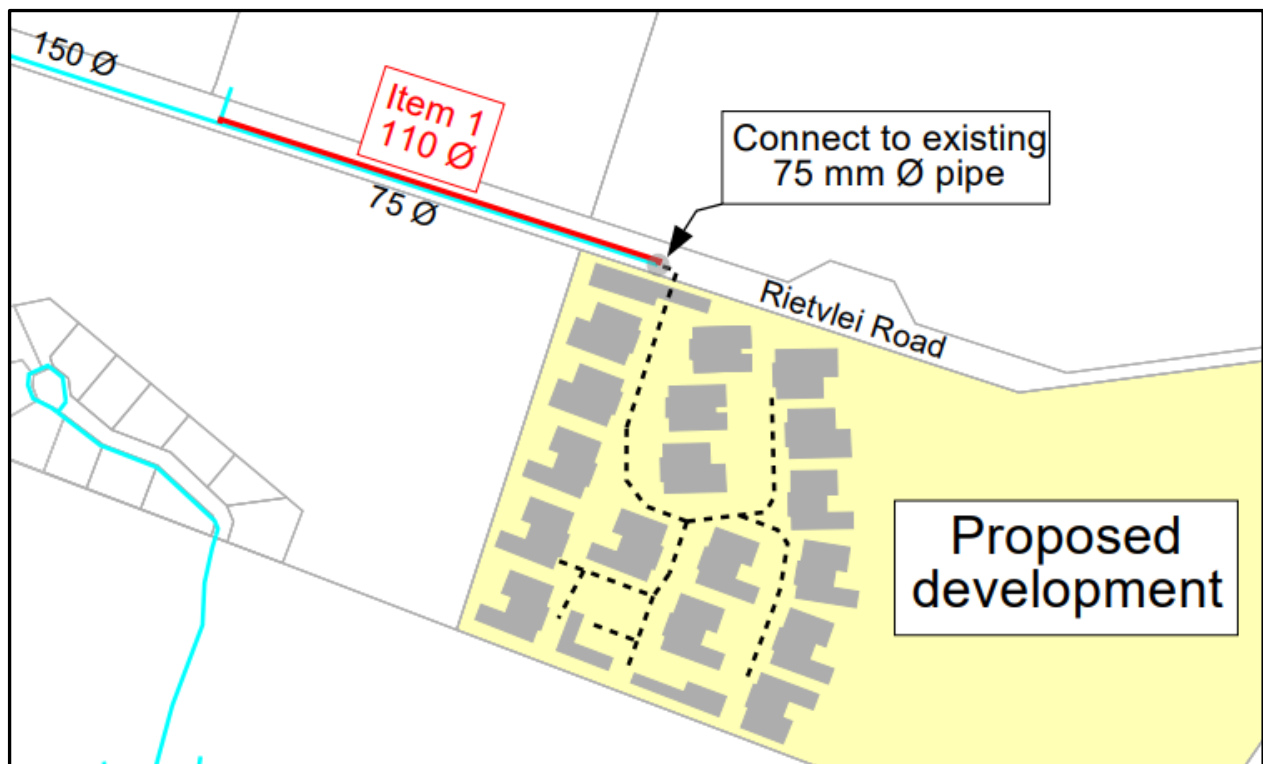 150 Ø
Item 1
110 Ø
75 Ø
Connect to existing
75 mm Ø pipe
Rietvlei Road
Proposed
development